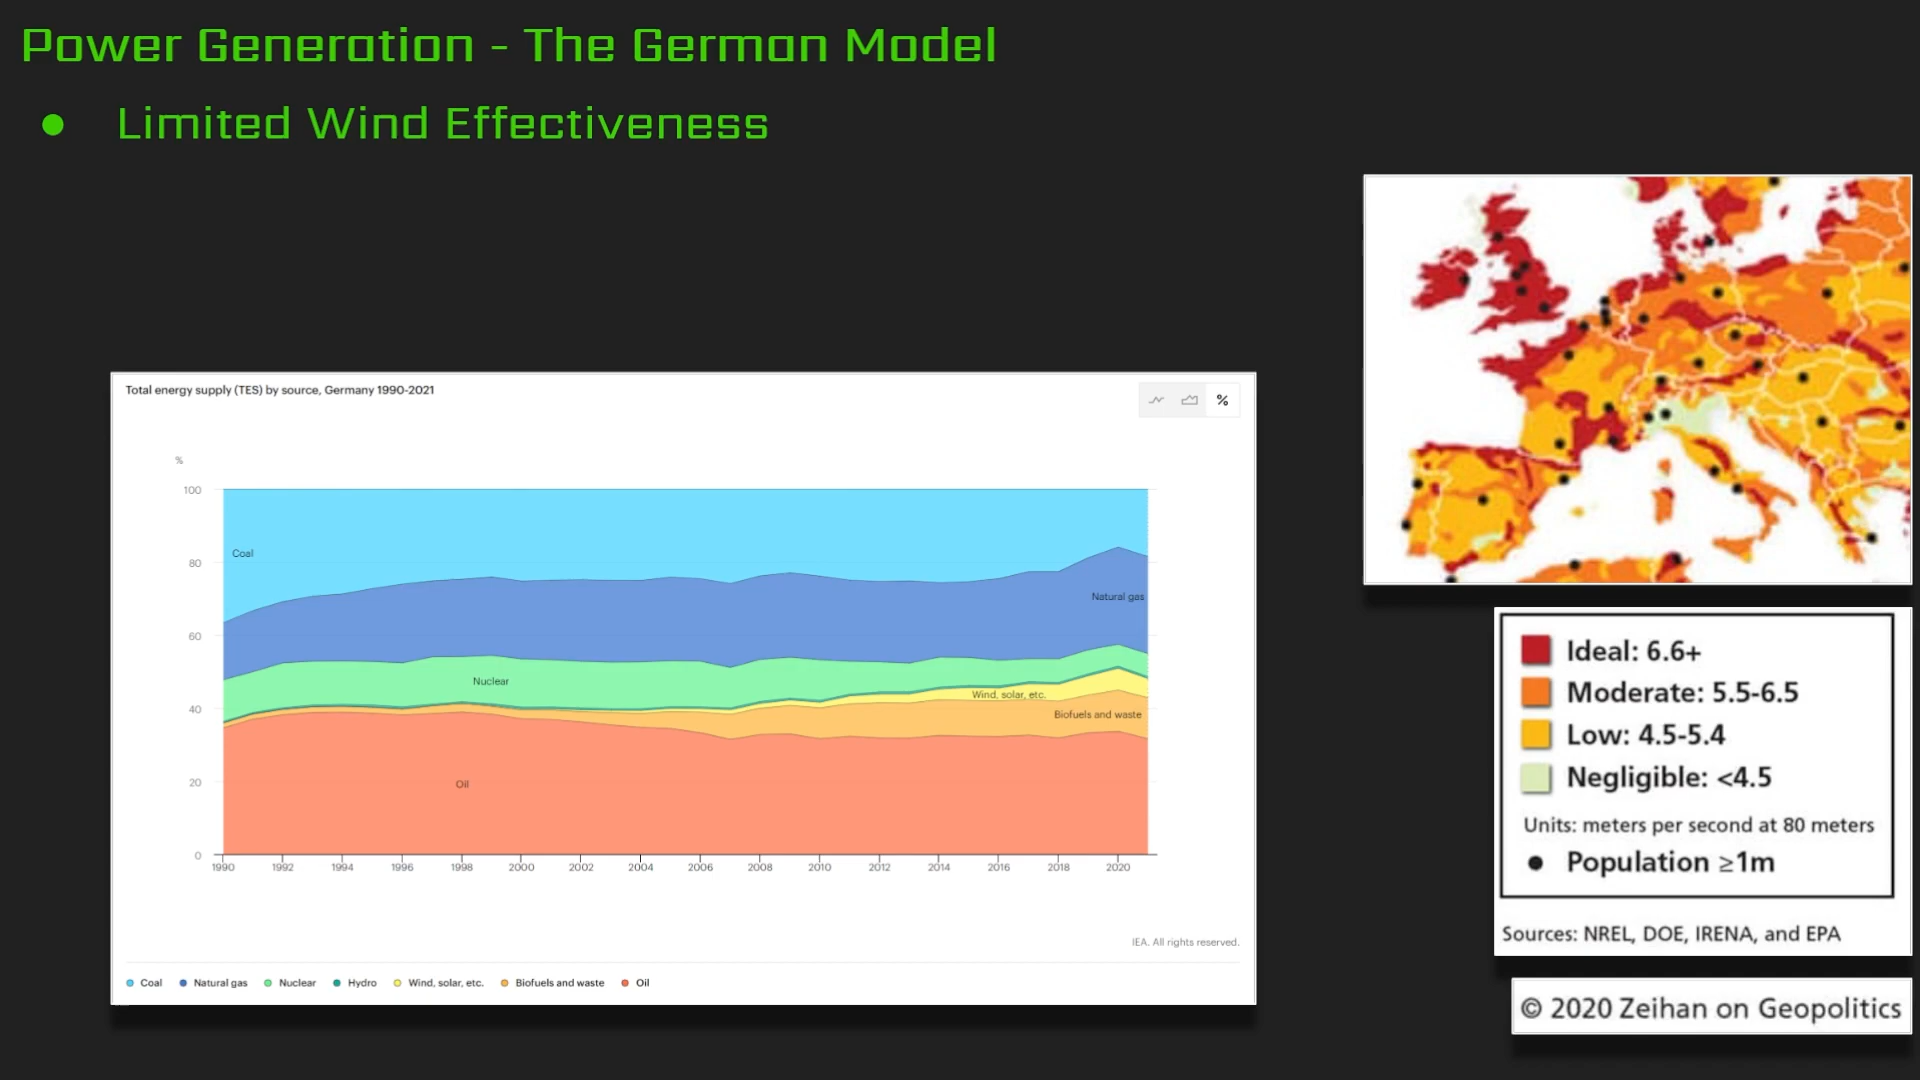 Power Generation - The German Model
● Limited Wind Effectiveness
Total energy supply (TES) by source, Germany 1990-2021
%
%
100
80
60
40
20
0
Coal
Natural gas
Nuclear
Wind, solar, etc.
Biofuels and waste
Oil
1990 1992 1994 1996 1998 2000 2002 2004 2006 2008 2010 2012 2014 2016 2018 2020
IEA. All rights reserved.
Coal Natural gas Nuclear Hydro Wind, solar, etc. Biofuels and waste Oil
Ideal: 6.6+
Moderate: 5.5-6.5
Low: 4.5-5.4
Negligible: <4.5
Units: meters per second at 80 meters
Population ≥1m
Sources: NREL, DOE, IRENA, and EPA
© 2020 Zeihan on Geopolitics